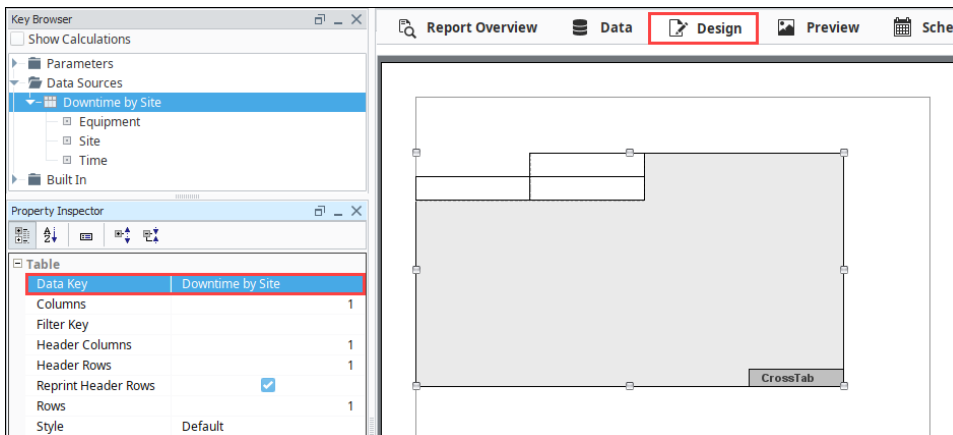 Key Browser
Show Calculations
Parameters
Data Sources
Downtime by Site
Equipment
Site
Time
Built In
Property Inspector
Table
Data Key Downtime by Site
Columns 1
Filter Key
Header Columns 1
Header Rows 1
Reprint Header Rows
Rows 1
Style Default
Report Overview Data Design Preview Sche
CrossTab